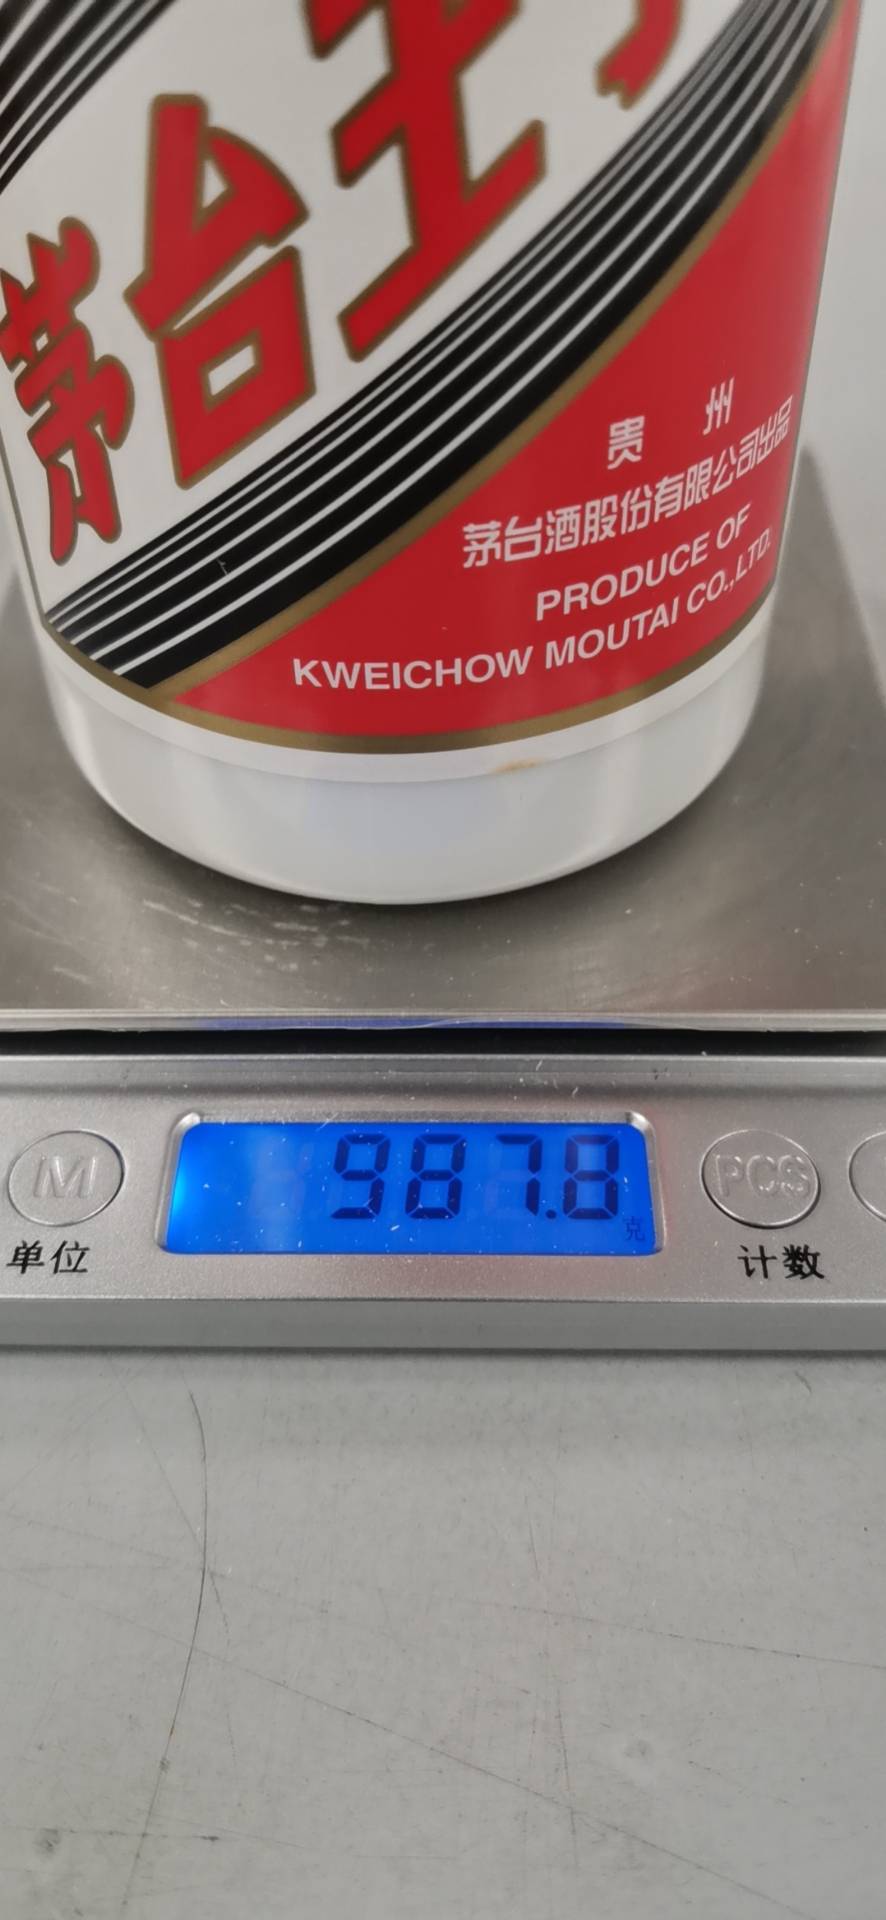 茅台王
贵州
茅台酒股份有限公司出品
PRODUCE OF
KWEICHOW MOUTAI CO.,LTD.
M
987.8
克
PCS
单位
计数